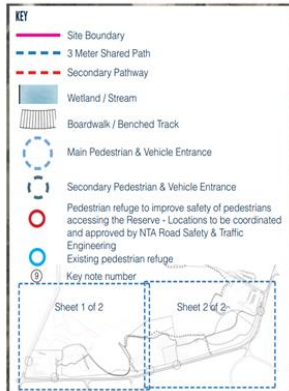 KEY
Site Boundary
3 Meter Shared Path
Secondary Pathway
Wetland / Stream
Boardwalk / Benched Track
Main Pedestrian & Vehicle Entrance
Secondary Pedestrian & Vehicle Entrance
Pedestrian refuge to improve safety of pedestrians
accessing the Reserve - Locations to be coordinated
and approved by NTA Road Safety & Traffic
Engineering
Existing pedestrian refuge
9 Key note number
Sheet 1 of 2
Sheet 2 of 2